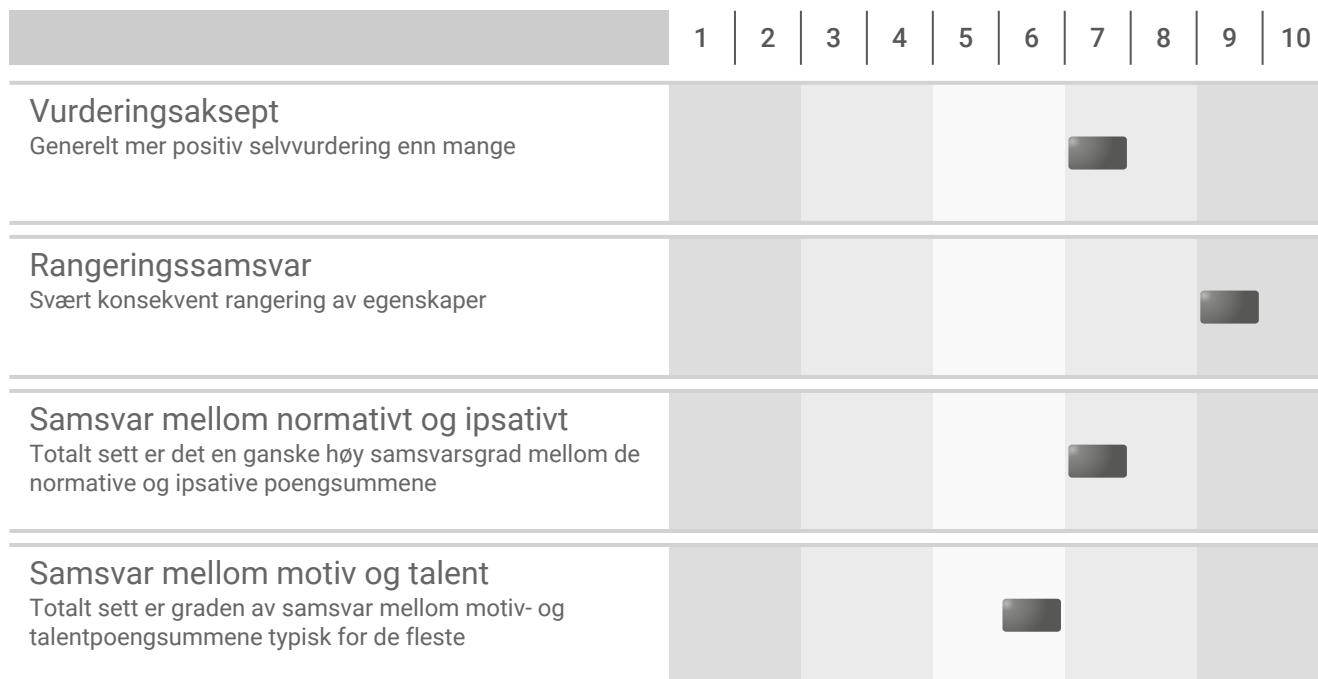 1 2 3 4 5 6 7 8 9 10
Vurderingsaksept
Generelt mer positiv selvvurdering enn mange
Rangeringssamsvar
Svært konsekvent rangering av egenskaper
Samsvar mellom normativt og ipsativt
Totalt sett er det en ganske høy samsvarsgrad mellom de
normative og ipsative poengsummene
Samsvar mellom motiv og talent
Totalt sett er graden av samsvar mellom motiv- og
talentpoengsummene typisk for de fleste